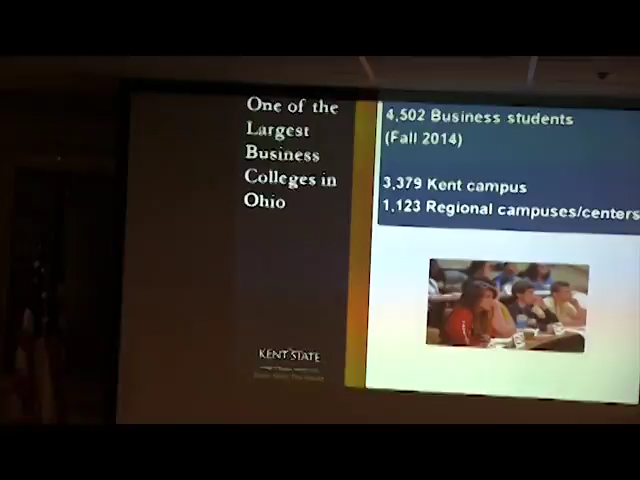 One of the
Largest
Business
Colleges in
Ohio
4,502 Business students
(Fall 2014)
3,379 Kent campus
1,123 Regional campuses/centers
KENT STATE